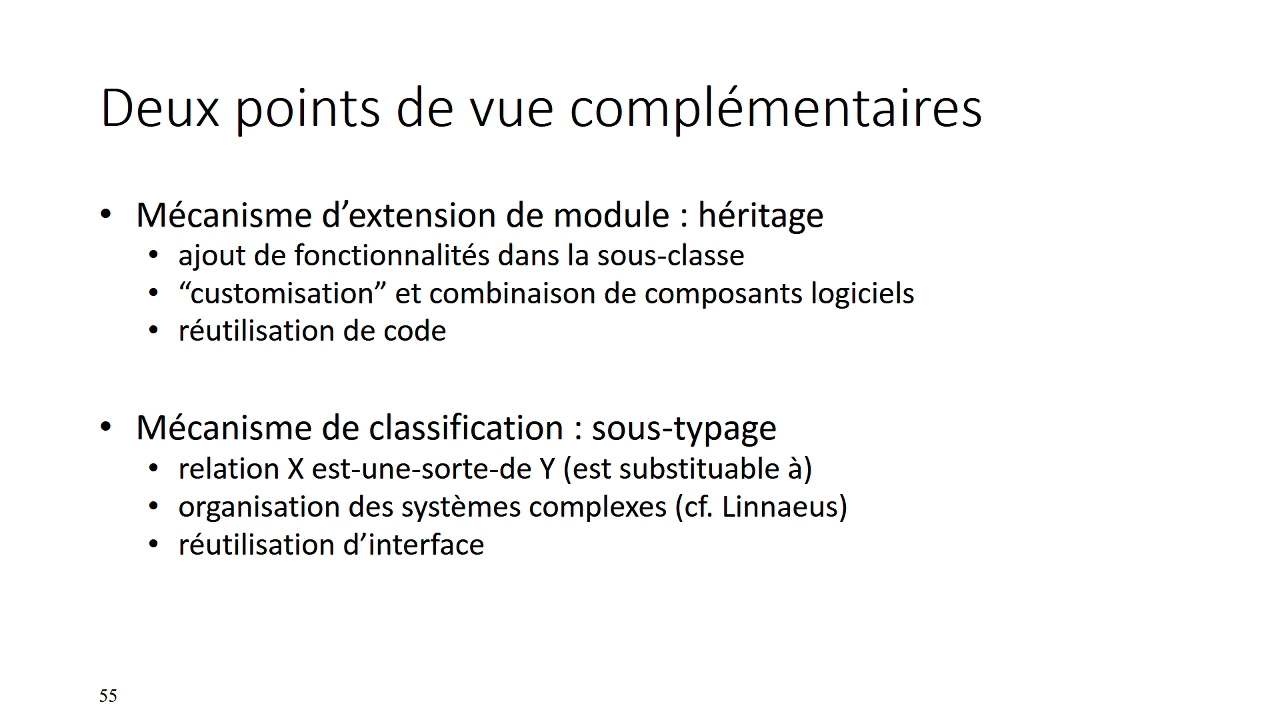 Deux points de vue complémentaires
• Mécanisme d’extension de module : héritage
• ajout de fonctionnalités dans la sous-classe
• “customisation” et combinaison de composants logiciels
• réutilisation de code
• Mécanisme de classification : sous-typage
• relation X est-une-sorte-de Y (est substituable à)
• organisation des systèmes complexes (cf. Linnaeus)
• réutilisation d’interface
55